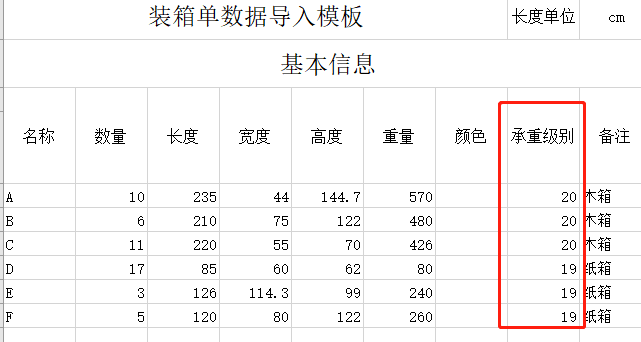 装箱单数据导入模板 长度单位 cm
基本信息
名称 数量 长度 宽度 高度 重量 颜色 承重级别 备注
A 10 235 44 144.7 570 20 木箱
B 6 210 75 122 480 20 木箱
C 11 220 55 70 426 20 木箱
D 17 85 60 62 80 19 纸箱
E 3 126 114.3 99 240 19 纸箱
F 5 120 80 122 260 19 纸箱